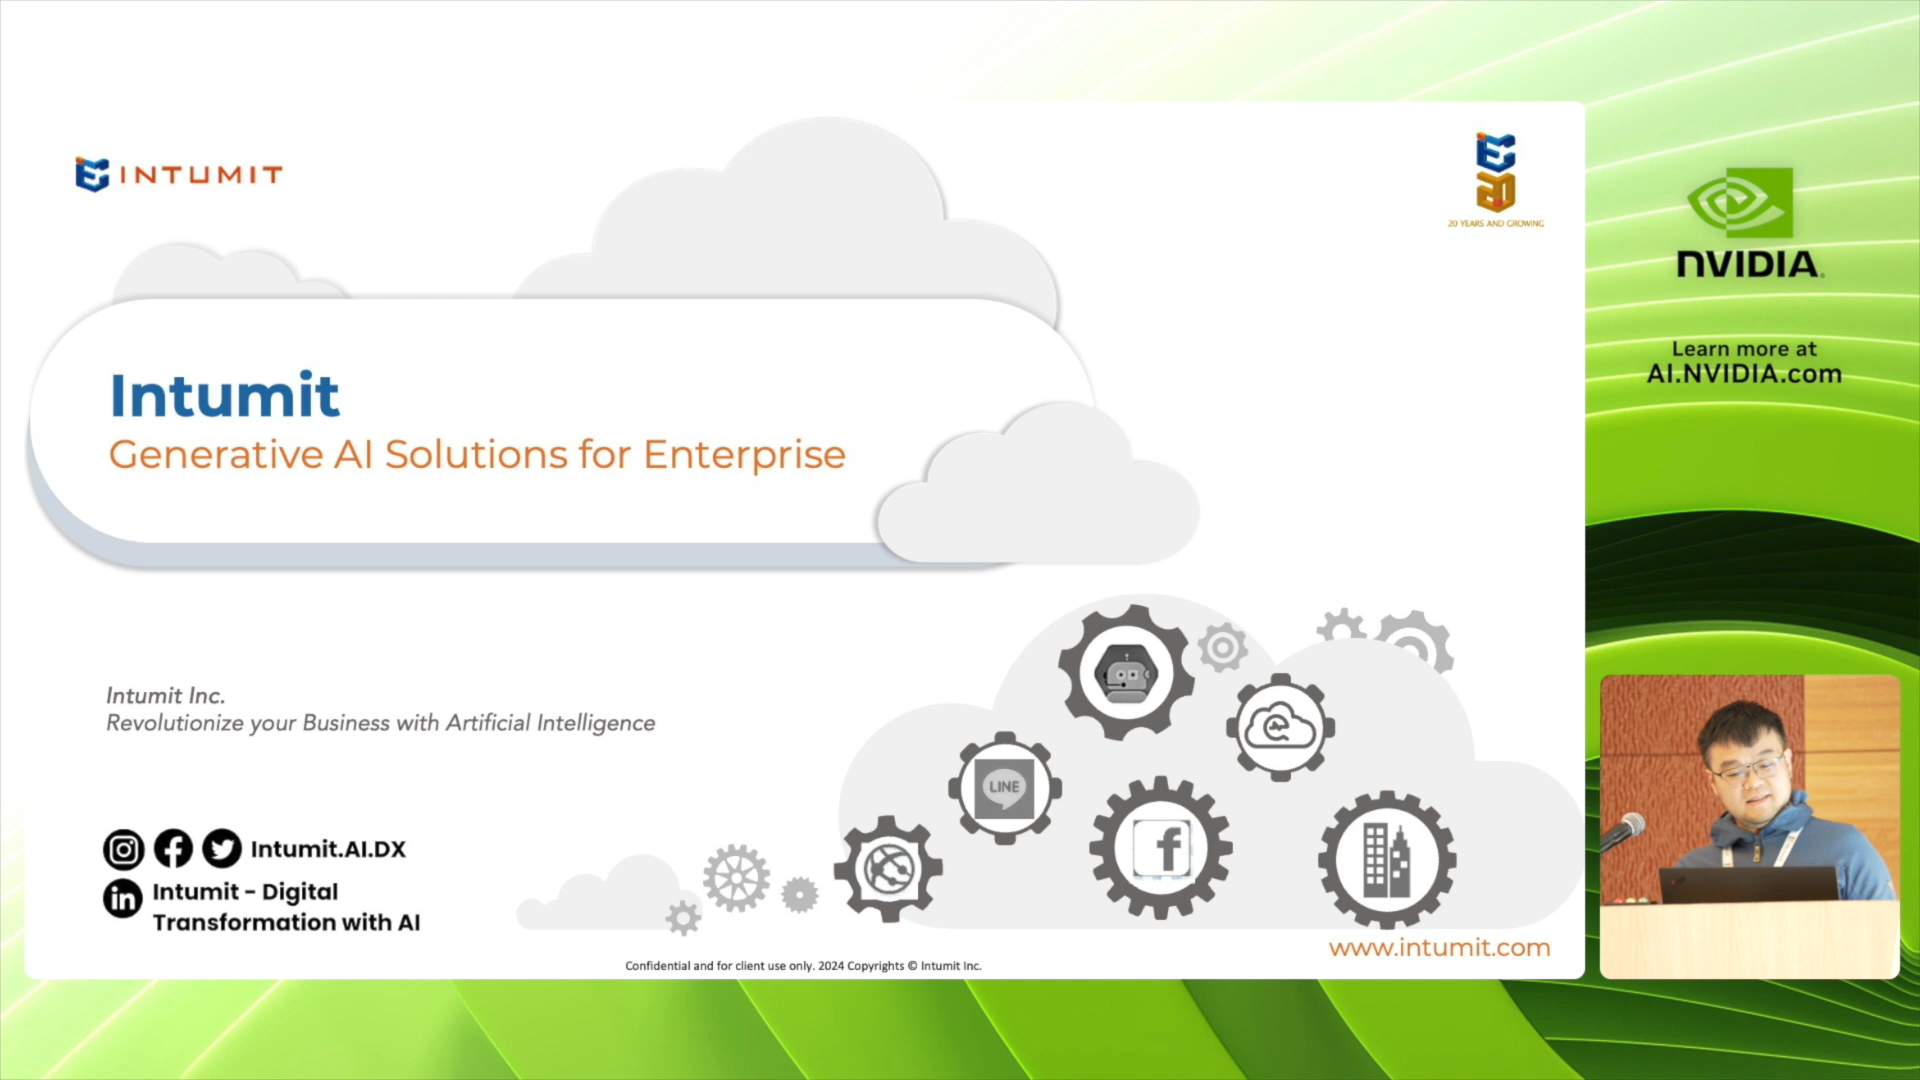 INTUMIT
20 YEARS AND GROWING
Intumit
Generative AI Solutions for Enterprise
Intumit Inc.
Revolutionize your Business with Artificial Intelligence
LINE
Intumit.AI.DX
Intumit - Digital
Transformation with AI
www.intumit.com
Confidential and for client use only. 2024 Copyrights © Intumit Inc.
NVIDIA.
Learn more at
AI.NVIDIA.com